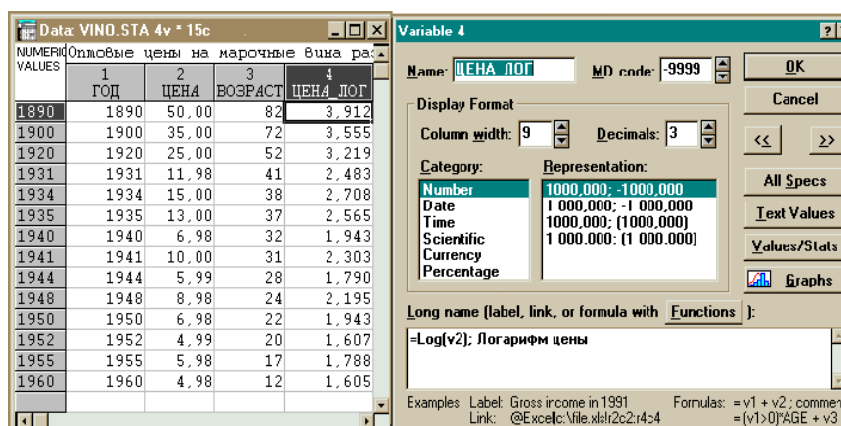 Data: VINO.STA 4v * 15c
NUMERIC VALUES
Оптовые цены на марочные вина раз
1 ГОД 2 ЦЕНА 3 ВОЗРАСТ 4 ЦЕНА_ЛОГ
1890 1890 50,00 82 3,912
1900 1900 35,00 72 3,555
1920 1920 25,00 52 3,219
1931 1931 11,98 41 2,483
1934 1934 15,00 38 2,708
1935 1935 13,00 37 2,565
1940 1940 6,98 32 1,943
1941 1941 10,00 31 2,303
1944 1944 5,99 28 1,790
1948 1948 8,98 24 2,195
1950 1950 6,98 22 1,943
1952 1952 4,99 20 1,607
1955 1955 5,98 17 1,788
1960 1960 4,98 12 1,605
Variable 4
Name: ЦЕНА_ЛОГ MD code: -9999
OK
Cancel
Display Format
Column width: 9 Decimals: 3
<< >>
Category: Representation:
Number 1000,000; -1000,000
Date 1 000,000; -1 000,000
Time 1000,000; (1000,000)
Scientific 1 000.000; (1 000.000)
Currency
Percentage
All Specs
Text Values
Values/Stats
Graphs
Long name (label, link, or formula with Functions ):
=Log(v2); Логарифм цены
Examples Label: Gross income in 1991 Formulas: = v1 + v2 ; commen
Link: @Excel|c:\file.xls!r2c2:r4c4 =(v1>0)*AGE + v3